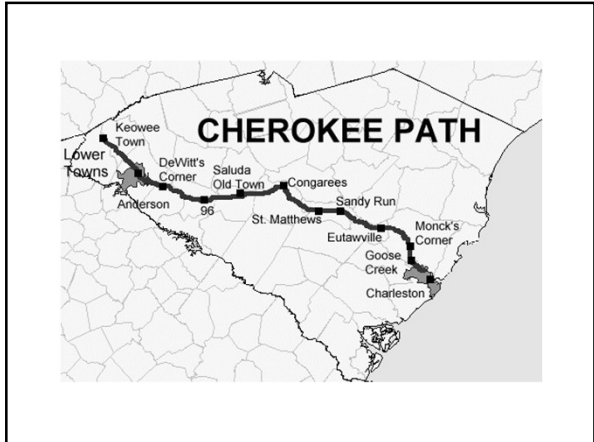 CHEROKEE PATH
Keowee
Town
Lower
Towns
DeWitt's
Corner
Anderson
96
Saluda
Old Town
Congarees
St. Matthews
Sandy Run
Eutawville
Monck's
Corner
Goose
Creek
Charleston